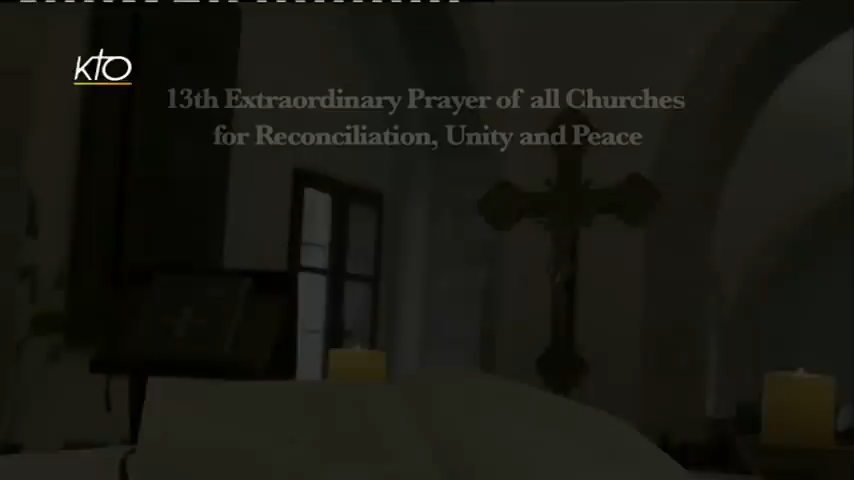 KTO
13th Extraordinary Prayer of all Churches
for Reconciliation, Unity and Peace